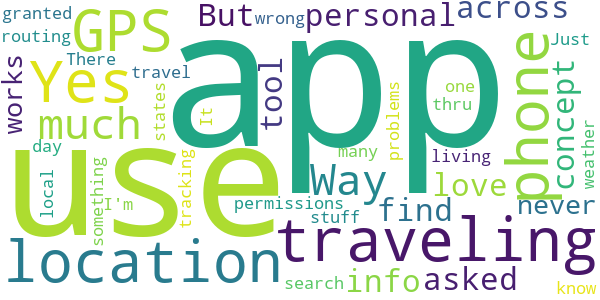 granted GPS But wrong personal across
routing There Yes travel app Just
works much states It tool problems one thru phone concept
day use Way many living love weather
local something I'm tracking permissions stuff find never
location traveling
search info asked know